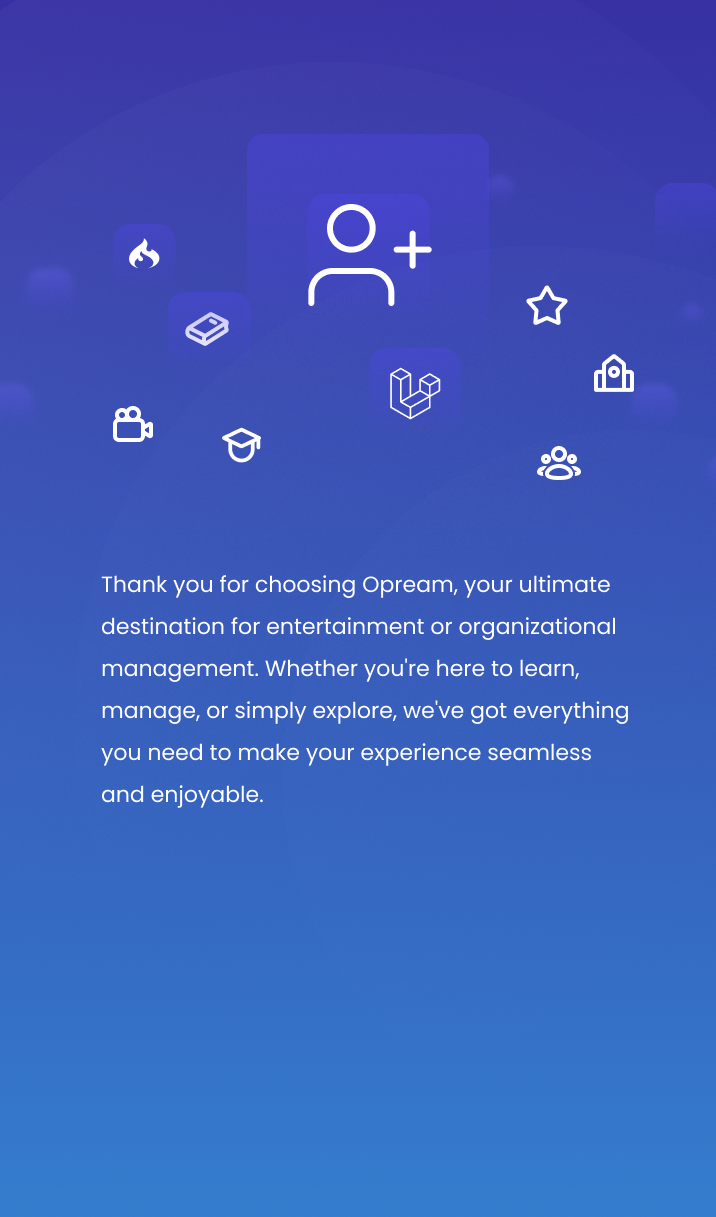 Thank you for choosing Opream, your ultimate
destination for entertainment or organizational
management. Whether you're here to learn,
manage, or simply explore, we've got everything
you need to make your experience seamless
and enjoyable.